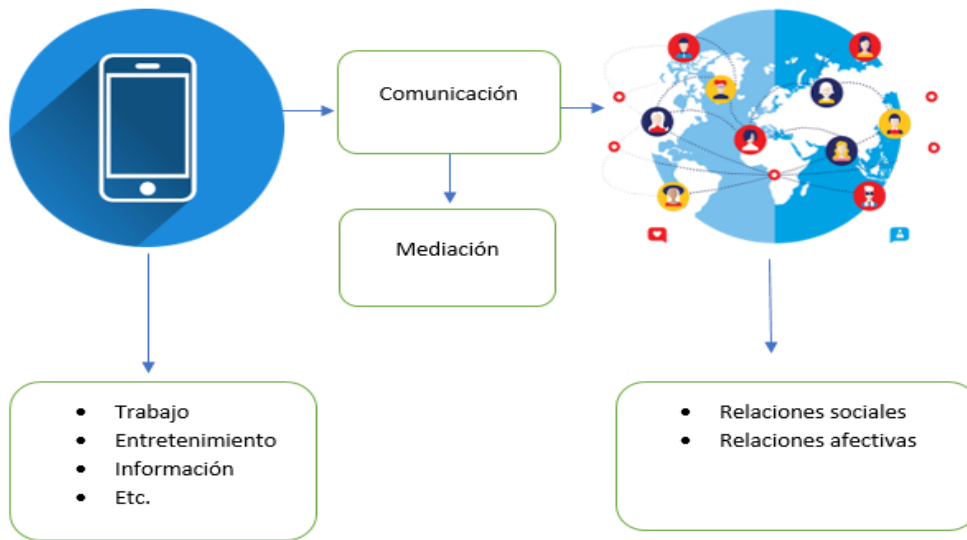 Comunicación
Mediación
• Trabajo
• Entretenimiento
• Información
• Etc.
• Relaciones sociales
• Relaciones afectivas